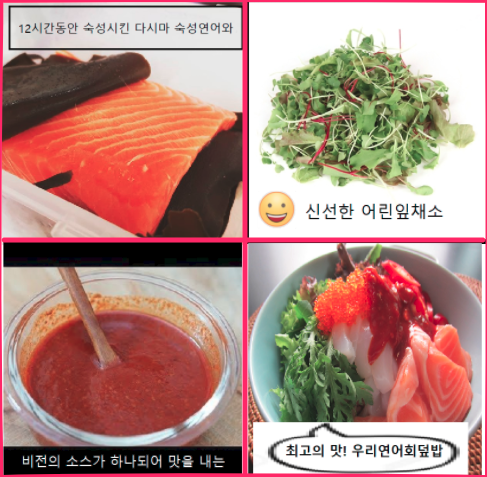 12시간동안 숙성시킨 다시마 숙성연어와
신선한 어린잎채소
비전의 소스가 하나되어 맛을 내는
최고의 맛! 우리연어회덮밥